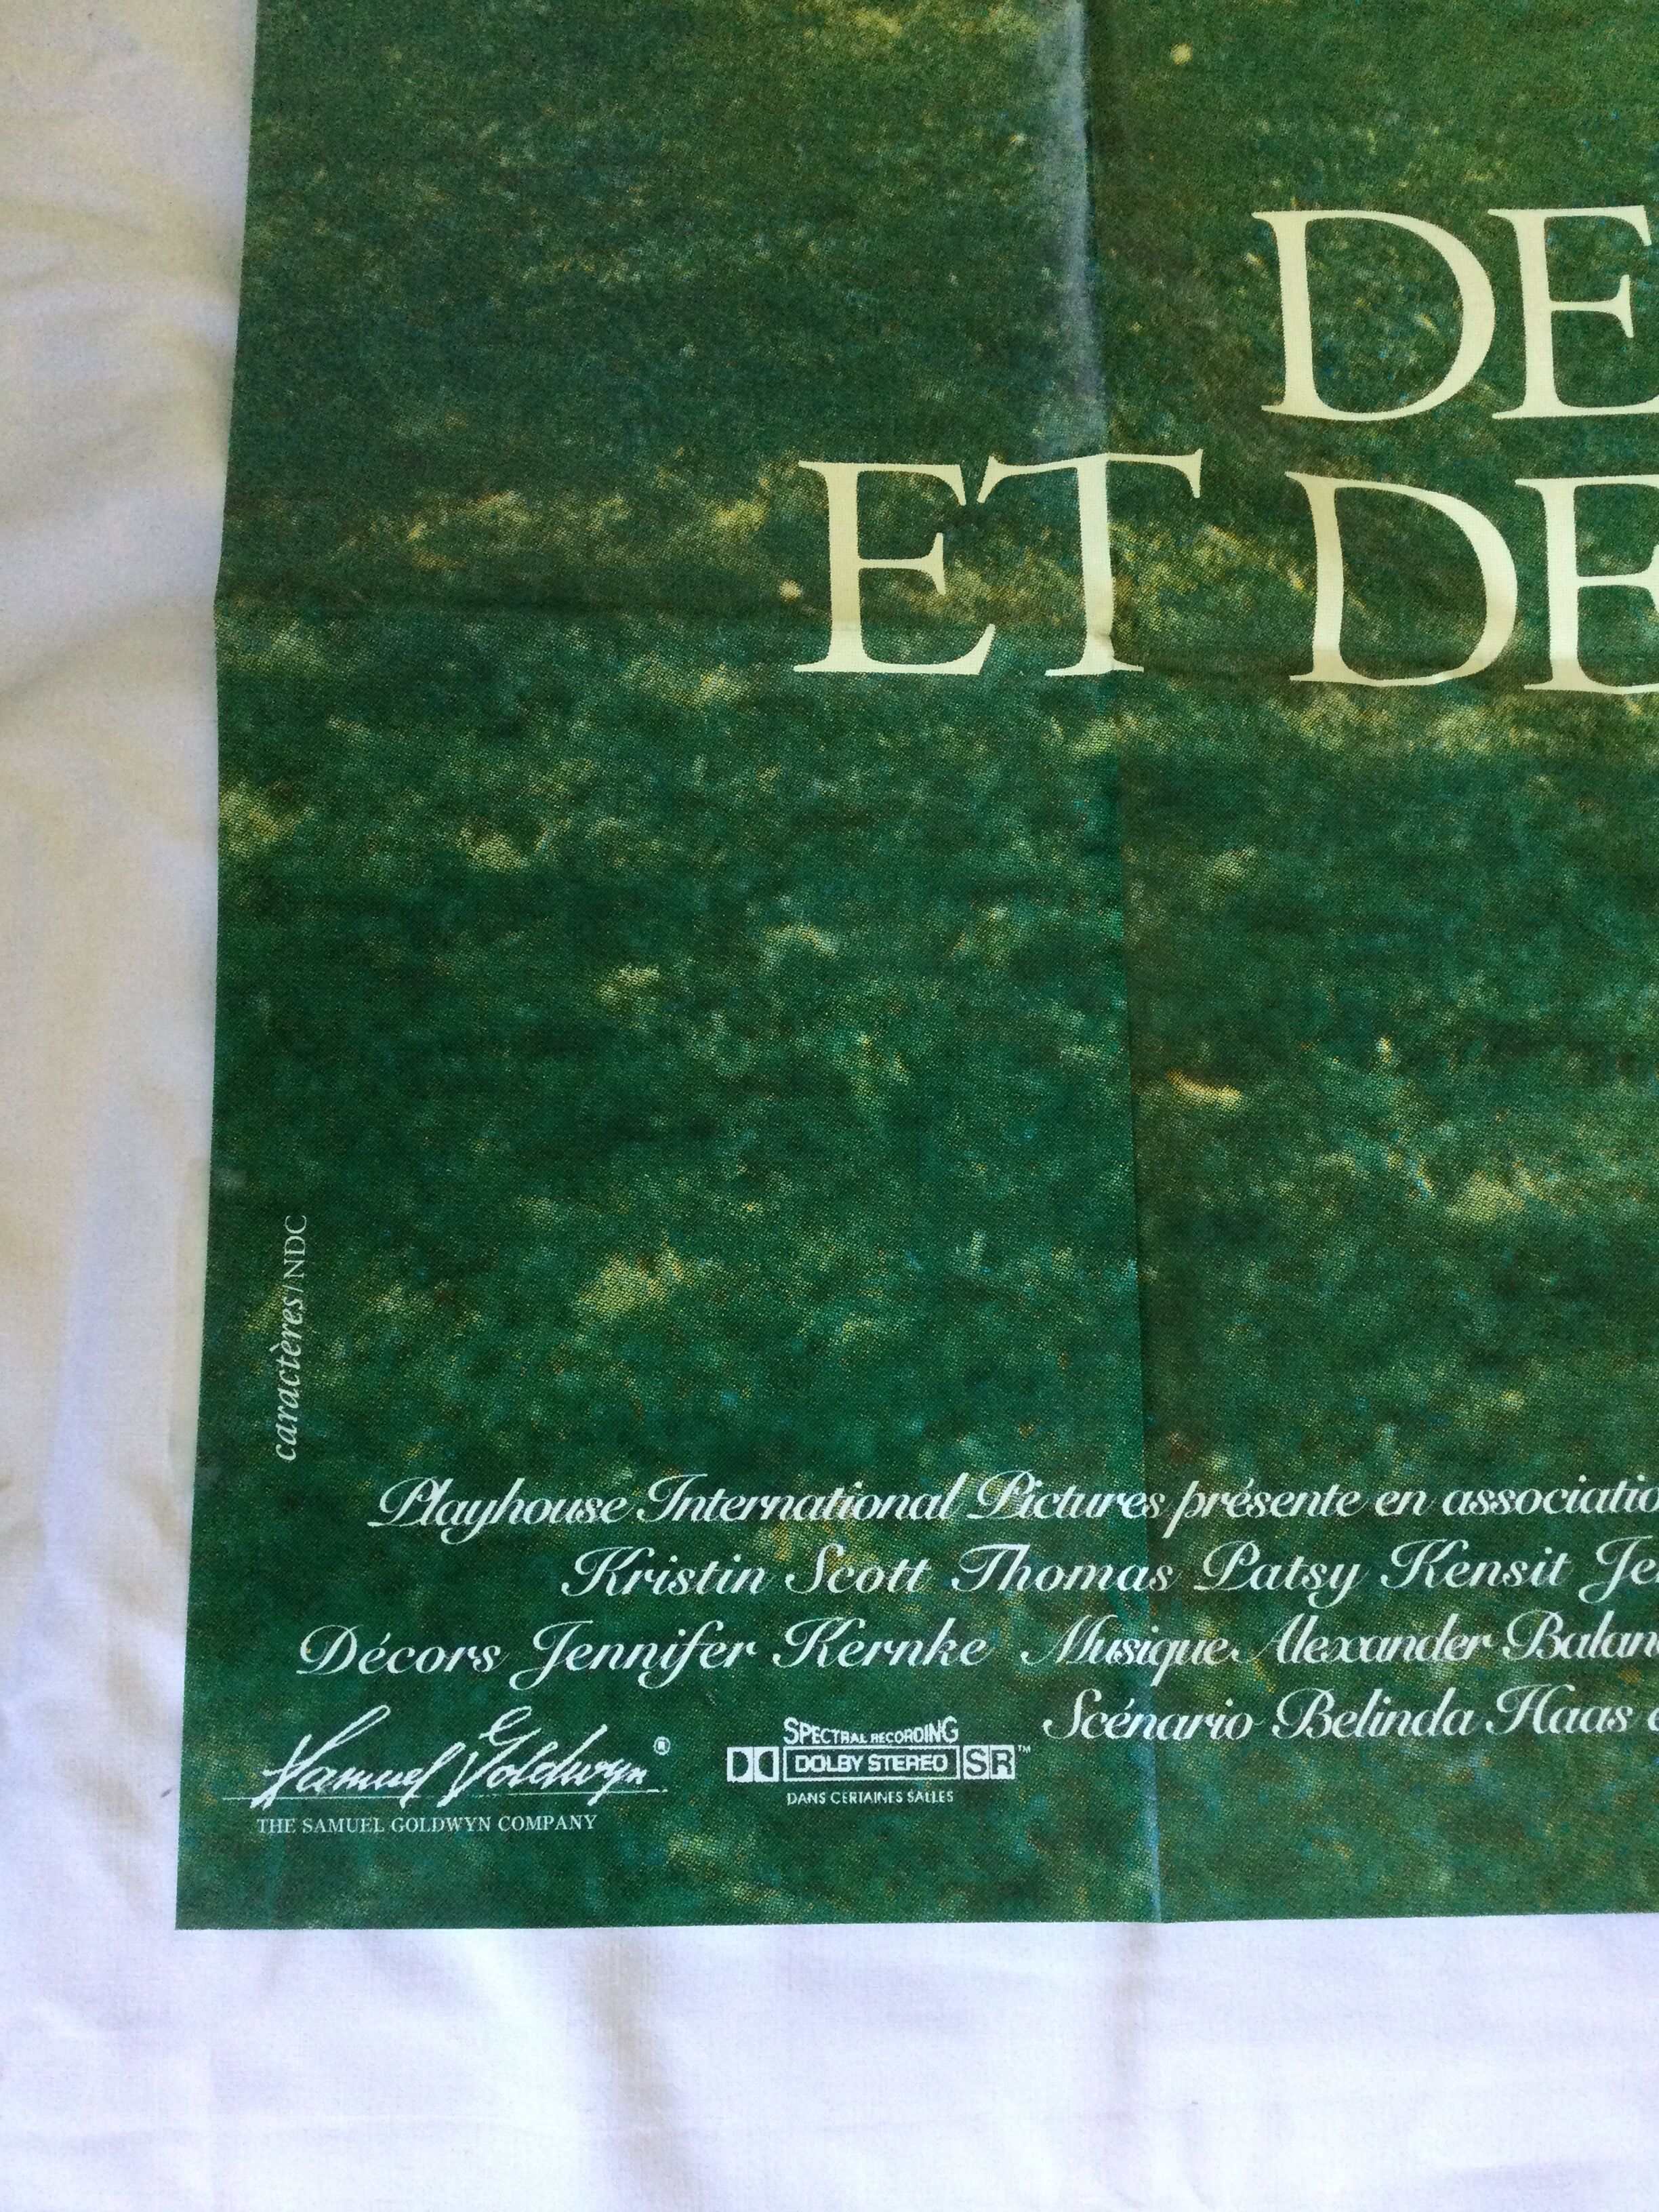 DE
ET DE
caractères/NDC
Playhouse International Pictures présente en associatio
Kristin Scott Thomas Patsy Kensit Je
Décors Jennifer Kernke Musique Alexander Balan
Scénario Belinda Haas e
Samuel Goldwyn ®
THE SAMUEL GOLDWYN COMPANY
SPECTRAL RECORDING
DOLBY STEREO SR™
DANS CERTAINES SALLES